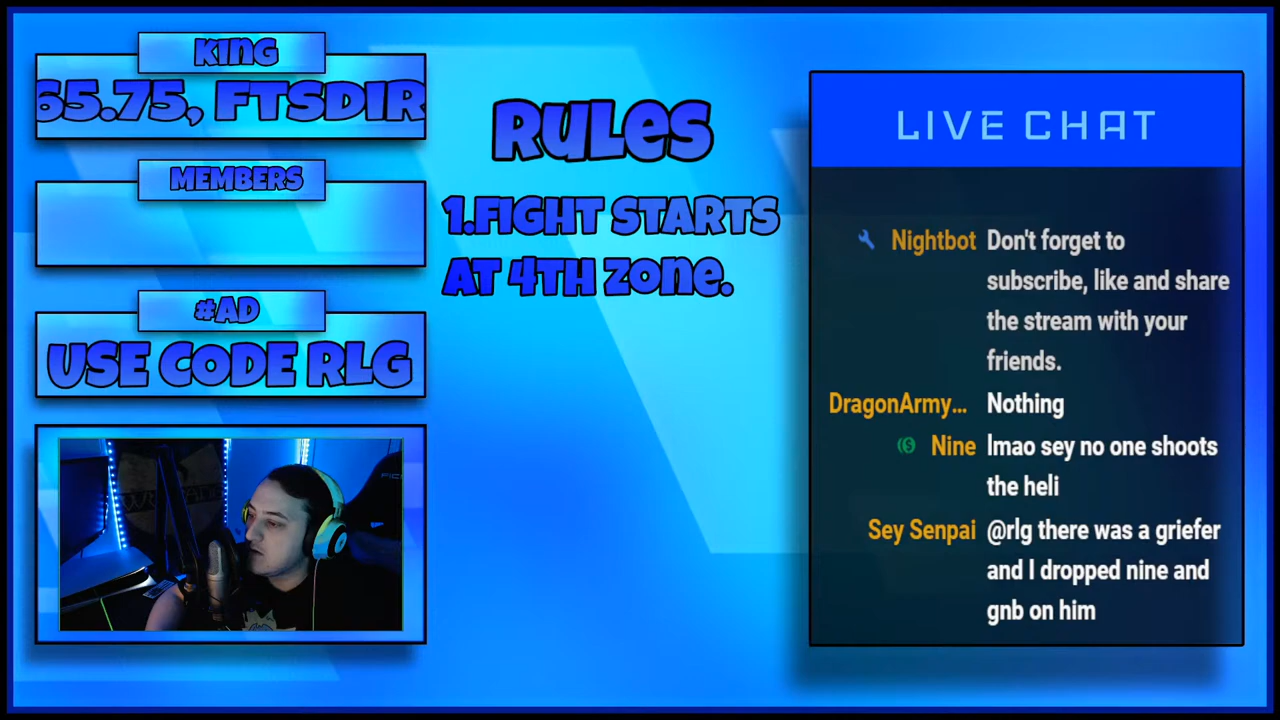 King
65.75, FTSDIR
MEMBERS
#AD
USE CODE RLG
RuLes
1.FIGHT STARTS
AT 4TH ZoNe.
LIVE CHAT
Nightbot Don't forget to
subscribe, like and share
the stream with your
friends.
DragonArmy... Nothing
Nine lmao sey no one shoots
the heli
Sey Senpai @rlg there was a griefer
and I dropped nine and
gnb on him